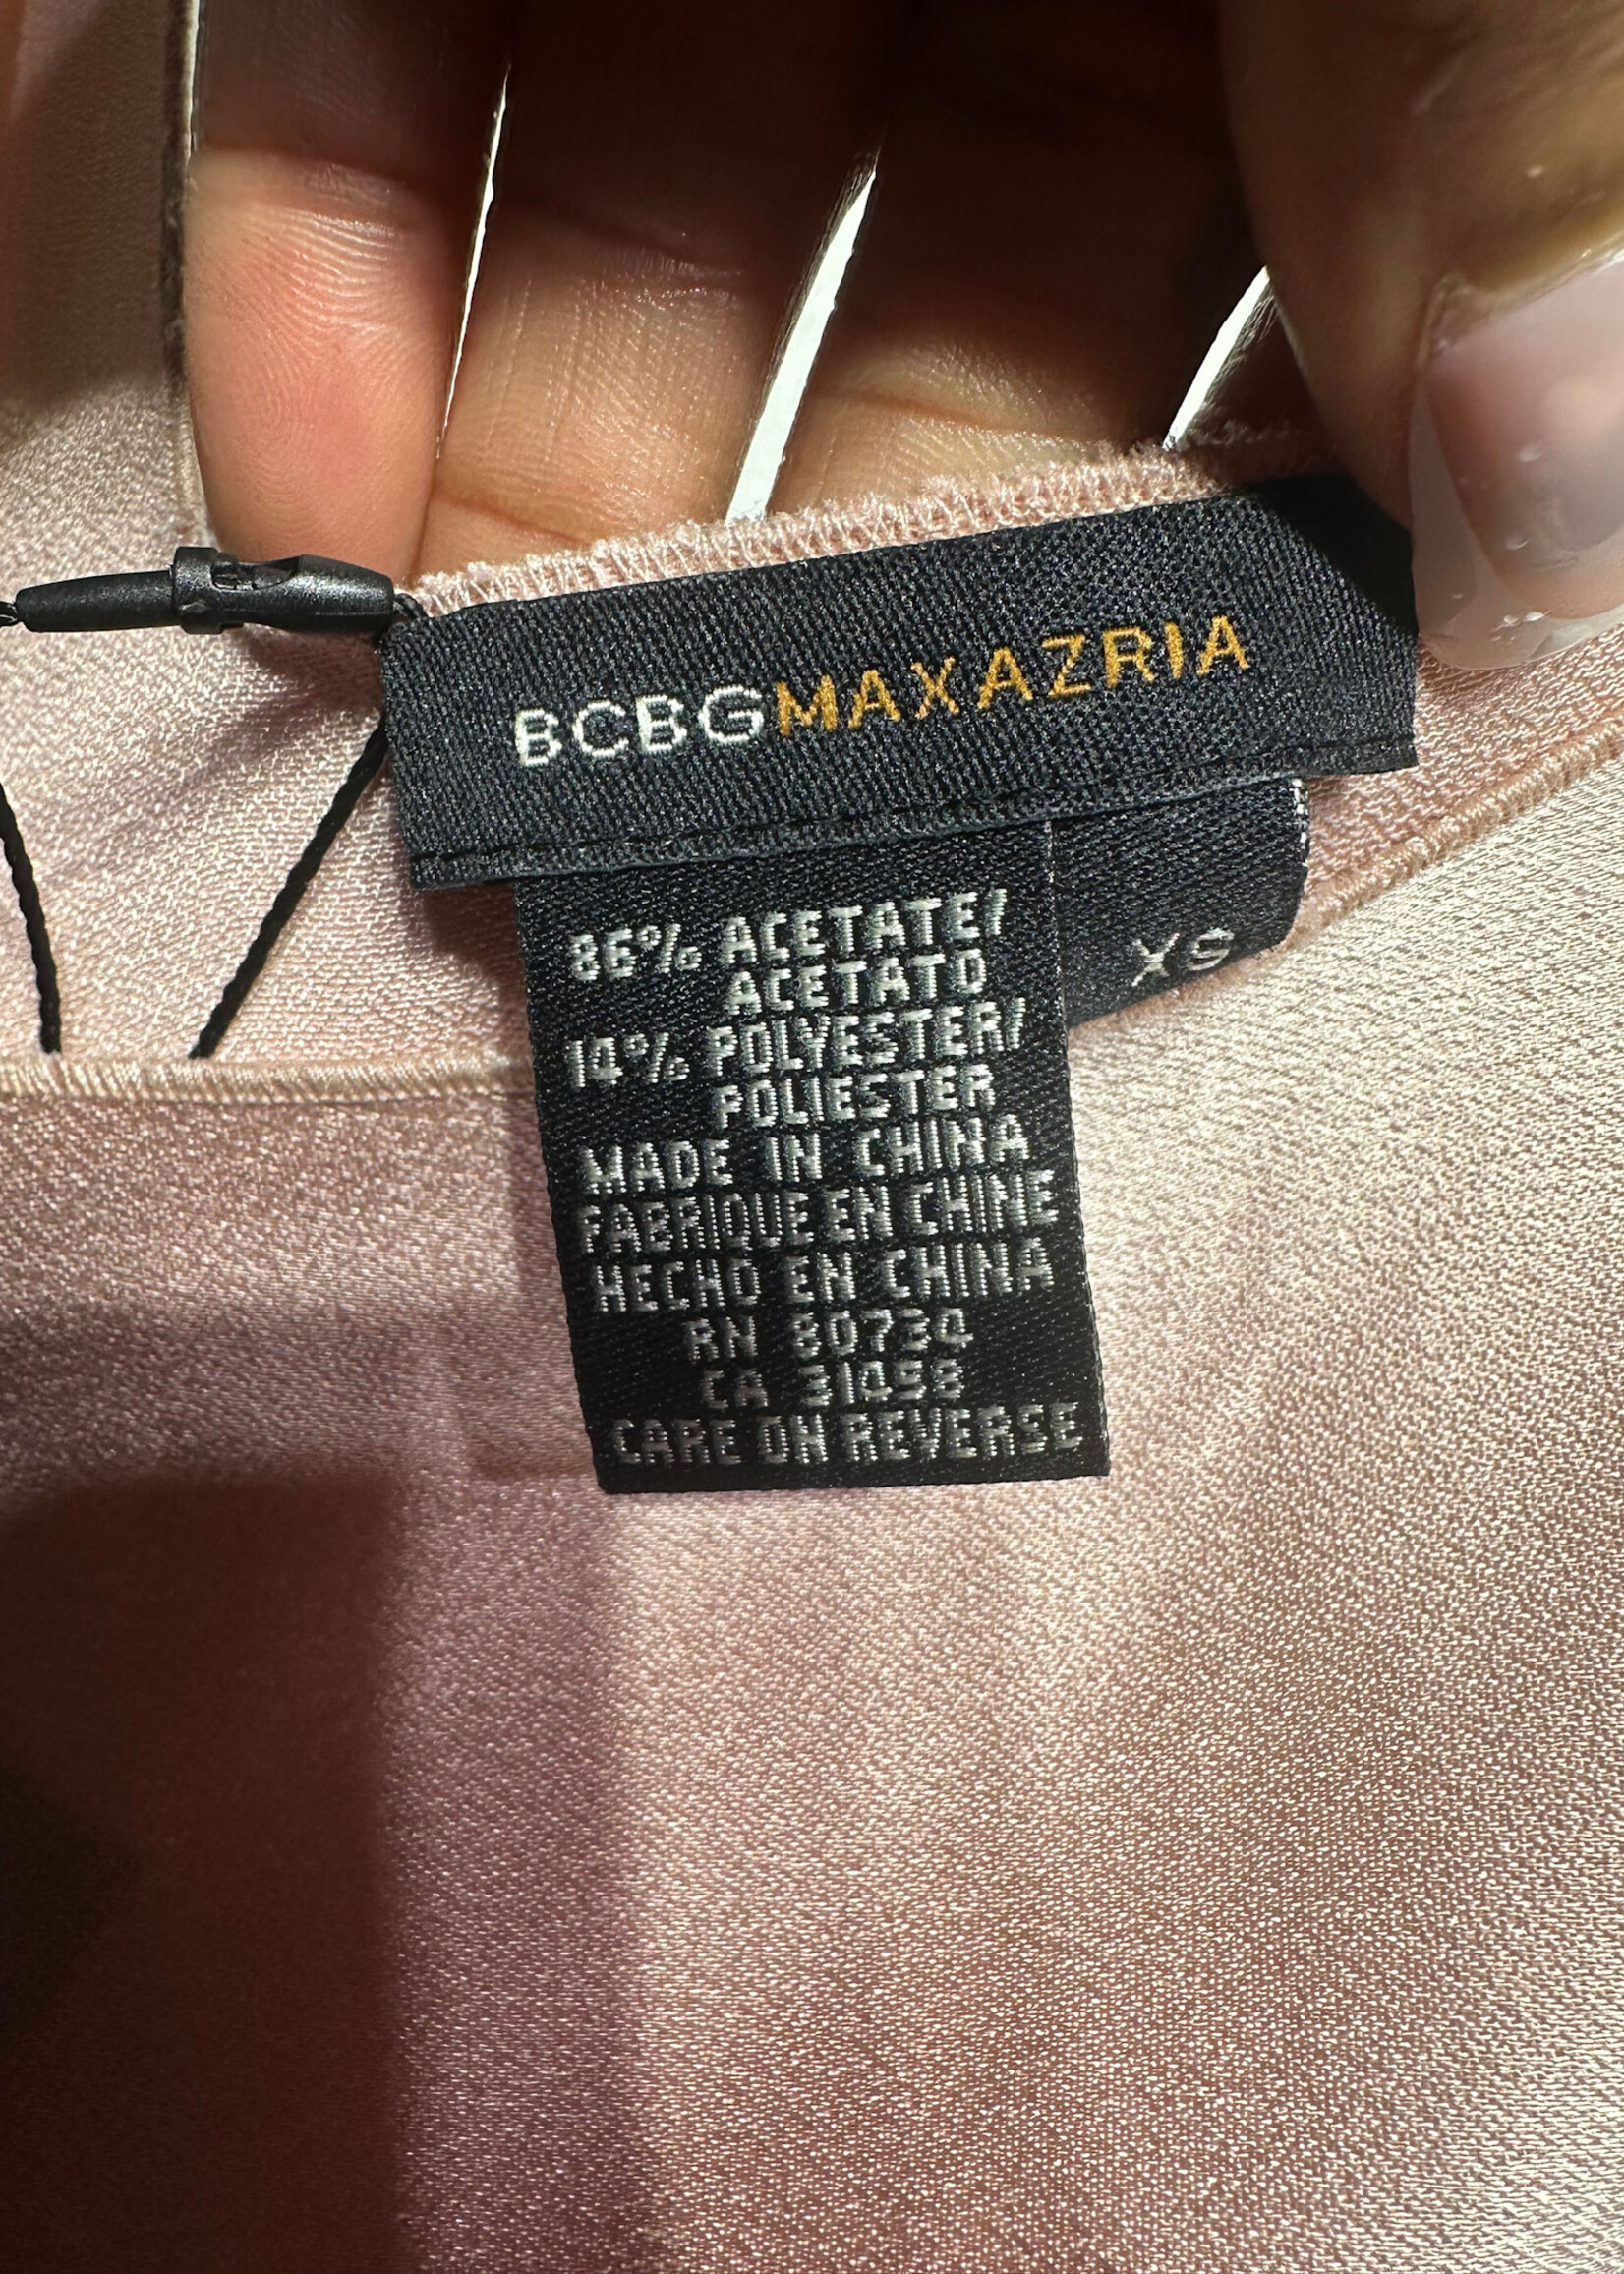 BCBGMAXAZRIA
XS
86% ACETATE/
ACETATO
14% POLYESTER/
POLIESTER
MADE IN CHINA
FABRIQUE EN CHINE
HECHO EN CHINA
RN 80734
CA 31458
CARE ON REVERSE